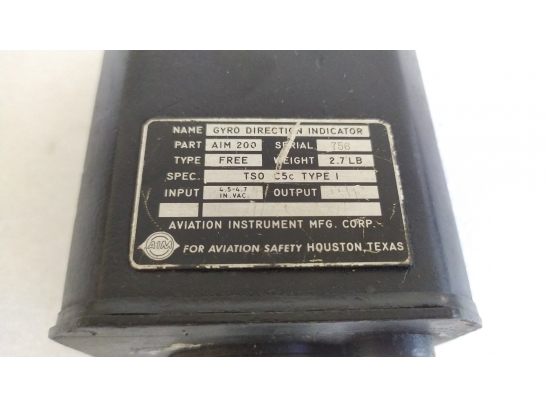 NAME GYRO DIRECTION INDICATOR
PART AIM 200 SERIAL 756
TYPE FREE WEIGHT 2.7 LB
SPEC. TSO C5c TYPE I
INPUT 4.5-4.7 IN. VAC. OUTPUT
AVIATION INSTRUMENT MFG. CORP.
AIM FOR AVIATION SAFETY HOUSTON, TEXAS